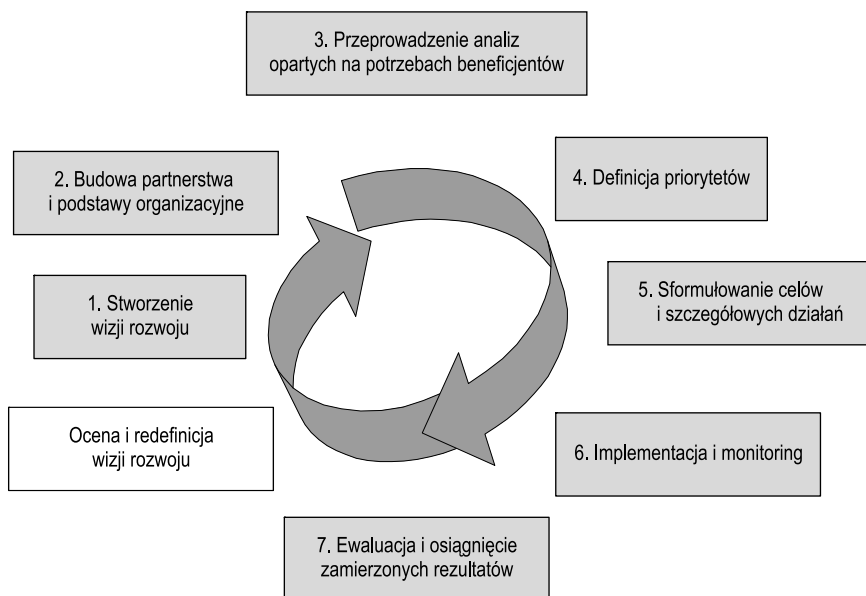 3. Przeprowadzenie analiz
opartych na potrzebach beneficjentów
2. Budowa partnerstwa
i podstawy organizacyjne
4. Definicja priorytetów
1. Stworzenie
wizji rozwoju
5. Sformułowanie celów
i szczegółowych działań
Ocena i redefinicja
wizji rozwoju
6. Implementacja i monitoring
7. Ewaluacja i osiągnięcie
zamierzonych rezultatów